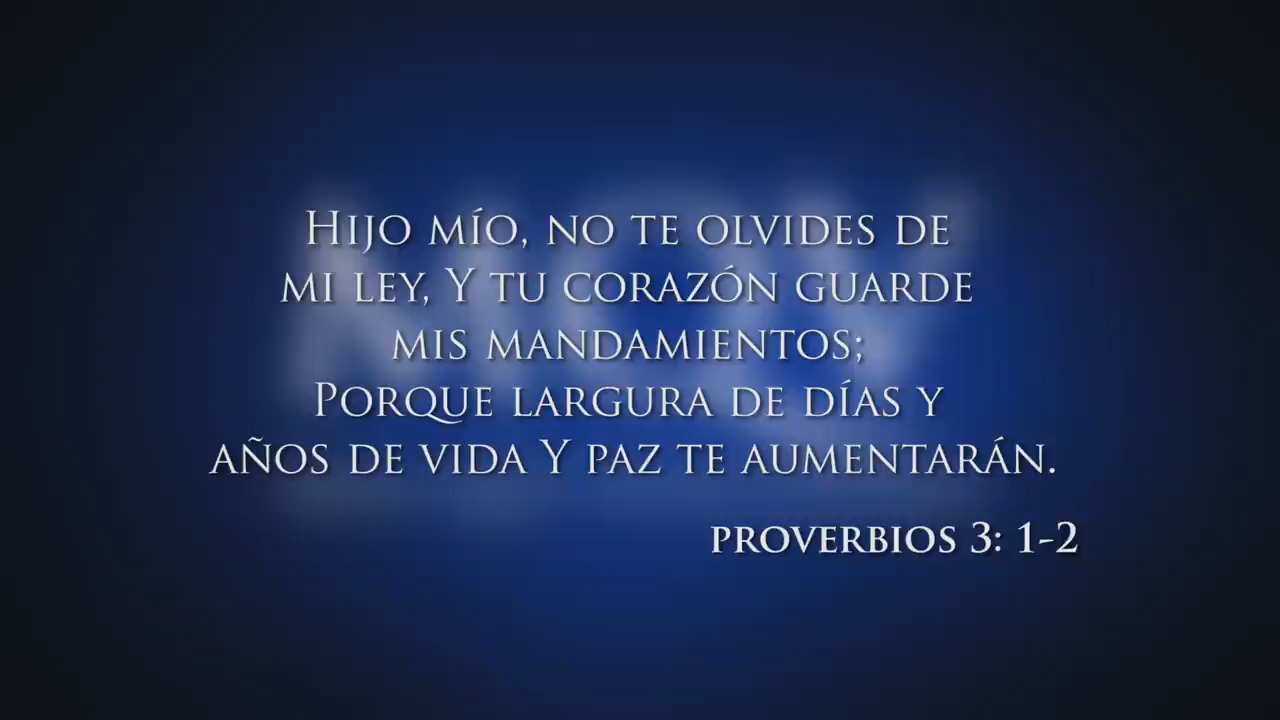 Hijo mío, no te olvides de
mi ley, Y tu corazón guarde
mis mandamientos;
Porque largura de días y
años de vida Y paz te aumentarán.
PROVERBIOS 3: 1-2